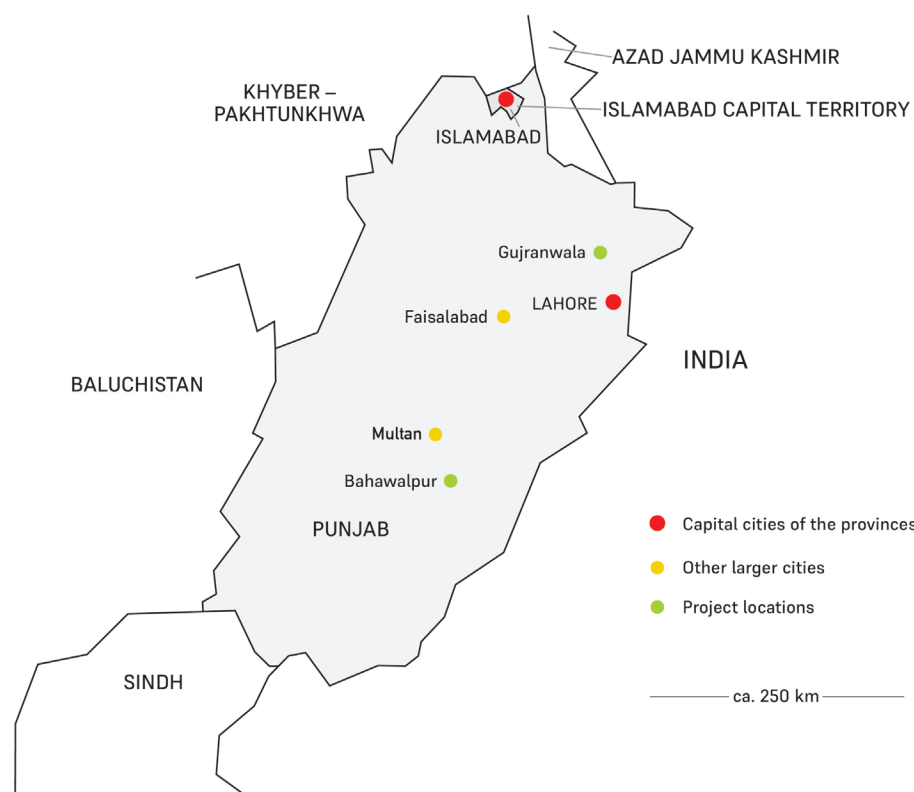 AZAD JAMMU KASHMIR
KHYBER –
PAKHTUNKHWA
ISLAMABAD CAPITAL TERRITORY
ISLAMABAD
Gujranwala
LAHORE
Faisalabad
INDIA
BALUCHISTAN
Multan
Bahawalpur
PUNJAB
Capital cities of the provinces
Other larger cities
Project locations
SINDH
ca. 250 km